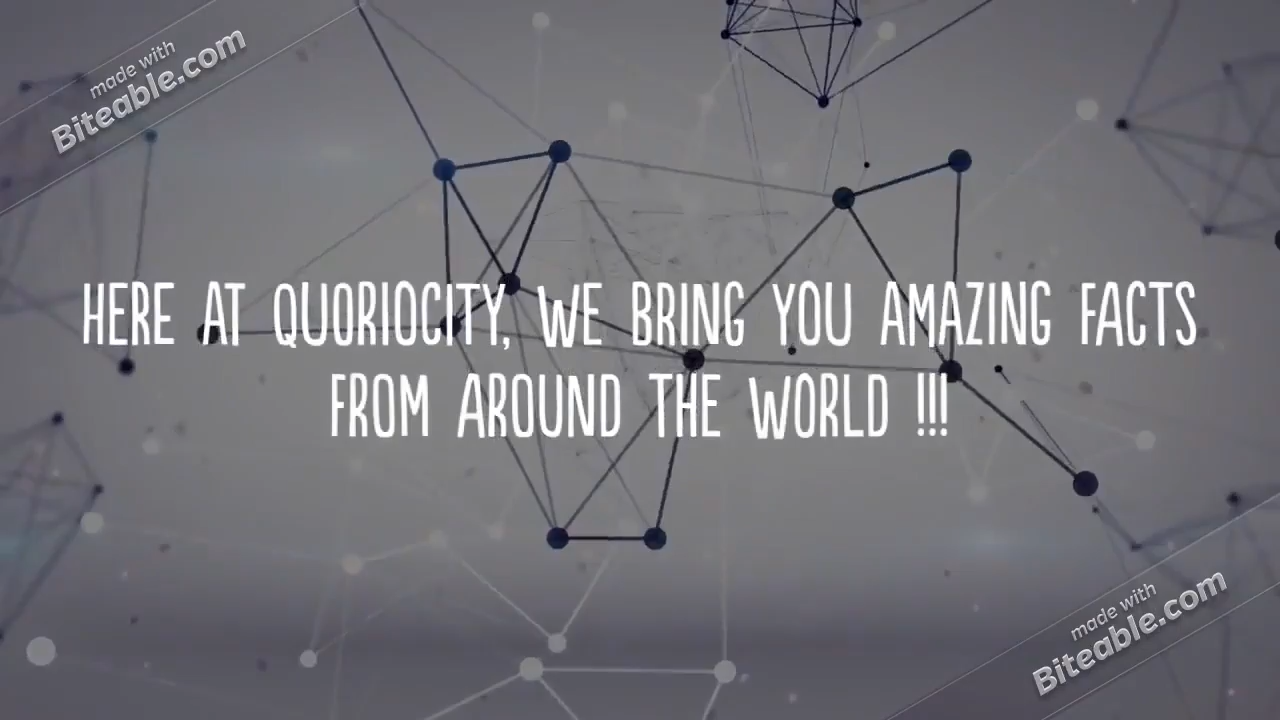 made with
Biteable.com
HERE AT QUORIOCITY, WE BRING YOU AMAZING FACTS
FROM AROUND THE WORLD !!!
made with
Biteable.com